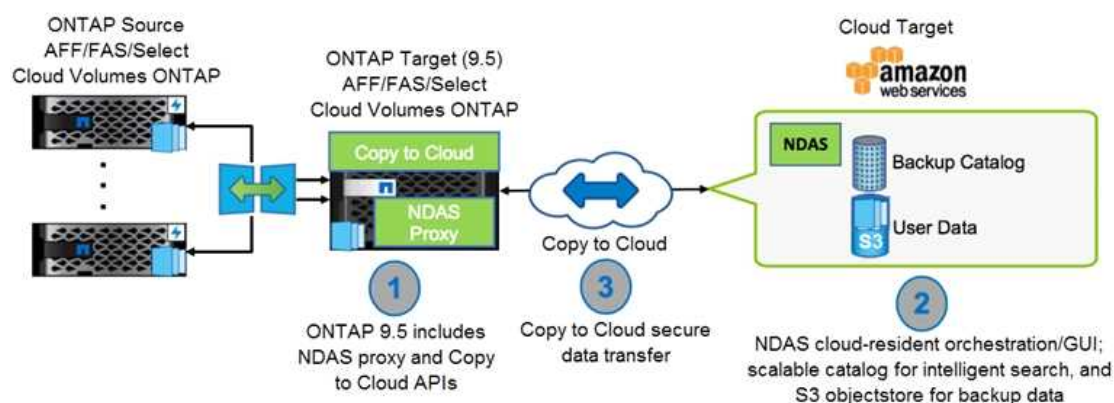 ONTAP Source
AFF/FAS/Select
Cloud Volumes ONTAP
ONTAP Target (9.5)
AFF/FAS/Select
Cloud Volumes ONTAP
Copy to Cloud
NDAS
Proxy
1
ONTAP 9.5 includes
NDAS proxy and Copy
to Cloud APIs
Copy to Cloud
3
Copy to Cloud secure
data transfer
Cloud Target
amazon
web services
NDAS
Backup Catalog
User Data
S3
2
NDAS cloud-resident orchestration/GUI;
scalable catalog for intelligent search, and
S3 objectstore for backup data